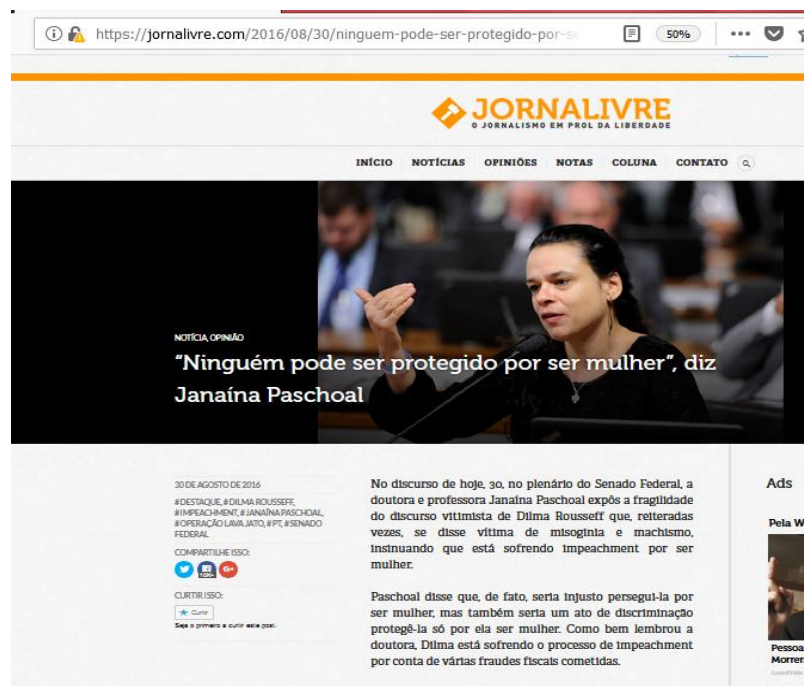 https://jornalivre.com/2016/08/30/ninguem-pode-ser-protegido-por-s
50%
JORNALIVRE
O JORNALISMO EM PROL DA LIBERDADE
INÍCIO NOTÍCIAS OPINIÕES NOTAS COLUNA CONTATO
NOTÍCIA, OPINIÃO
“Ninguém pode ser protegido por ser mulher”, diz
Janaína Paschoal
30 DE AGOSTO DE 2016
#DESTAQUE, #DILMA ROUSSEFF,
#IMPEACHMENT, #JANAÍNA PASCHOAL,
#OPERAÇÃO LAVA JATO, #PT, #SENADO
FEDERAL
COMPARTILHE ISSO:
10K+
CURTIR ISSO:
Curtir
Seja o primeiro a curtir este post.
No discurso de hoje, 30, no plenário do Senado Federal, a
doutora e professora Janaína Paschoal expôs a fragilidade
do discurso vitimista de Dilma Rousseff que, reiteradas
vezes, se disse vítima de misoginia e machismo,
insinuando que está sofrendo impeachment por ser
mulher.
Paschoal disse que, de fato, seria injusto persegui-la por
ser mulher, mas também seria um ato de discriminação
protegê-la só por ela ser mulher. Como bem lembrou a
doutora, Dilma está sofrendo o processo de impeachment
por conta de várias fraudes fiscais cometidas.
Ads
Pela W
Pessoa
Morrer